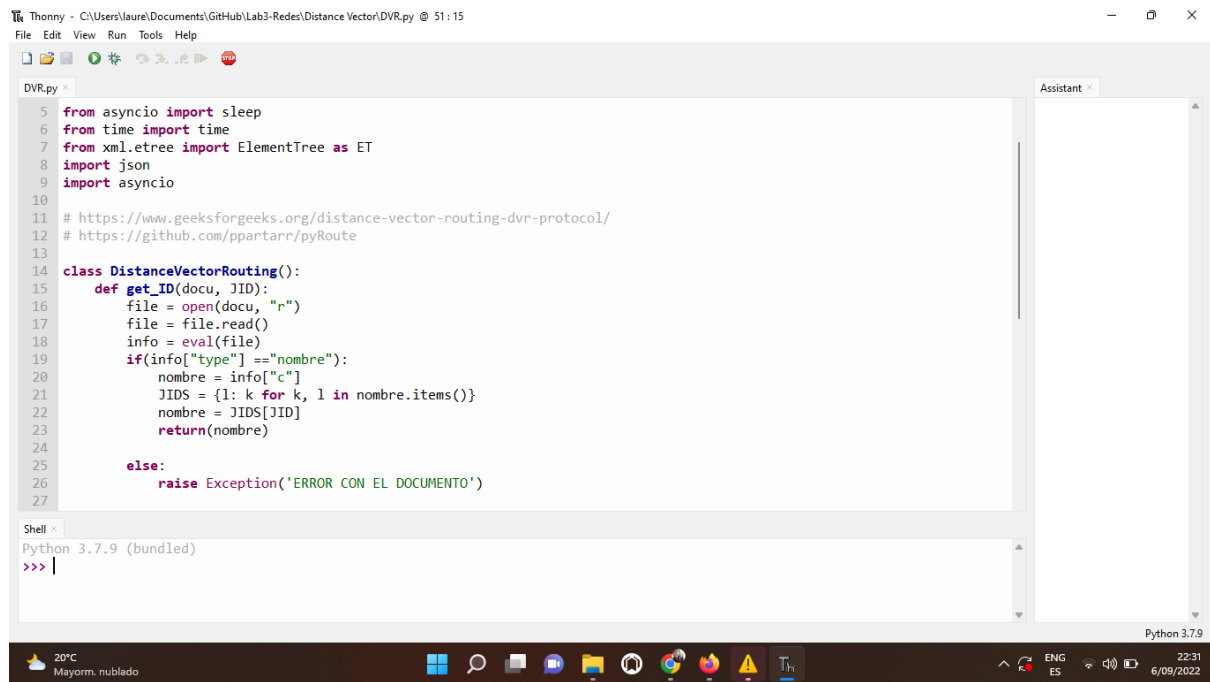 Thonny - C:\Users\laure\Documents\GitHub\Lab3-Redes\Distance Vector\DVR.py @ 51 : 15
File Edit View Run Tools Help
STOP
DVR.py ×
Assistant ×
5 from asyncio import sleep
6 from time import time
7 from xml.etree import ElementTree as ET
8 import json
9 import asyncio
10
11 # https://www.geeksforgeeks.org/distance-vector-routing-dvr-protocol/
12 # https://github.com/ppartarr/pyRoute
13
14 class DistanceVectorRouting():
15     def get_ID(docu, JID):
16         file = open(docu, "r")
17         file = file.read()
18         info = eval(file)
19         if(info["type"] =="nombre"):
20             nombre = info["c"]
21             JIDS = {l: k for k, l in nombre.items()}
22             nombre = JIDS[JID]
23             return(nombre)
24
25         else:
26             raise Exception('ERROR CON EL DOCUMENTO')
27
Shell ×
Python 3.7.9 (bundled)
>>>
Python 3.7.9
20°C
Mayorm. nublado
Th
ENG
ES
22:31
6/09/2022